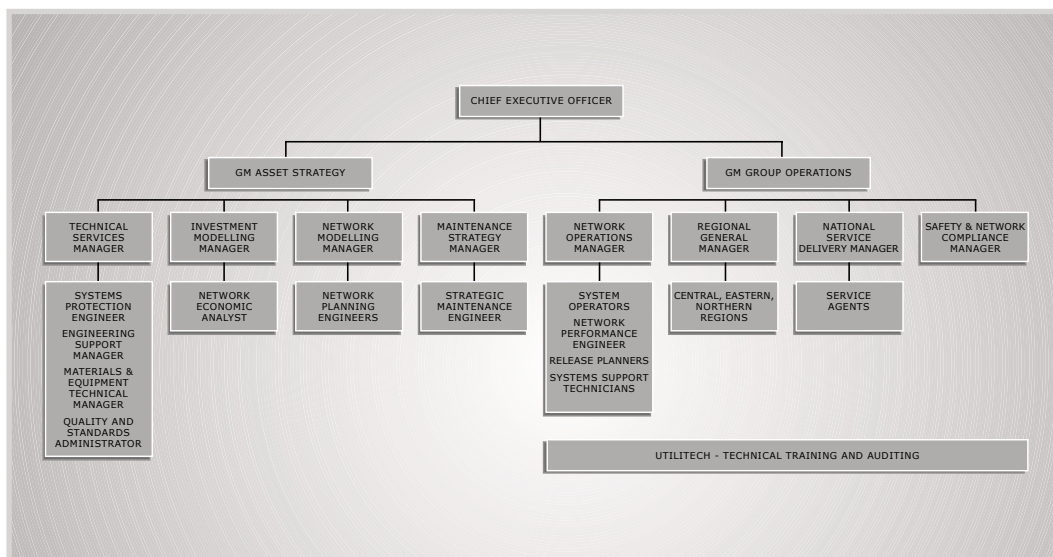 CHIEF EXECUTIVE OFFICER
GM ASSET STRATEGY
GM GROUP OPERATIONS
TECHNICAL
SERVICES
MANAGER
INVESTMENT
MODELLING
MANAGER
NETWORK
MODELLING
MANAGER
MAINTENANCE
STRATEGY
MANAGER
NETWORK
OPERATIONS
MANAGER
REGIONAL
GENERAL
MANAGER
NATIONAL
SERVICE
DELIVERY MANAGER
SAFETY & NETWORK
COMPLIANCE
MANAGER
SYSTEMS
PROTECTION
ENGINEER
ENGINEERING
SUPPORT
MANAGER
MATERIALS &
EQUIPMENT
TECHNICAL
MANAGER
QUALITY AND
STANDARDS
ADMINISTRATOR
NETWORK
ECONOMIC
ANALYST
NETWORK
PLANNING
ENGINEERS
STRATEGIC
MAINTENANCE
ENGINEER
SYSTEM
OPERATORS
NETWORK
PERFORMANCE
ENGINEER
RELEASE PLANNERS
SYSTEMS SUPPORT
TECHNICIANS
CENTRAL, EASTERN,
NORTHERN
REGIONS
SERVICE
AGENTS
UTILITECH - TECHNICAL TRAINING AND AUDITING